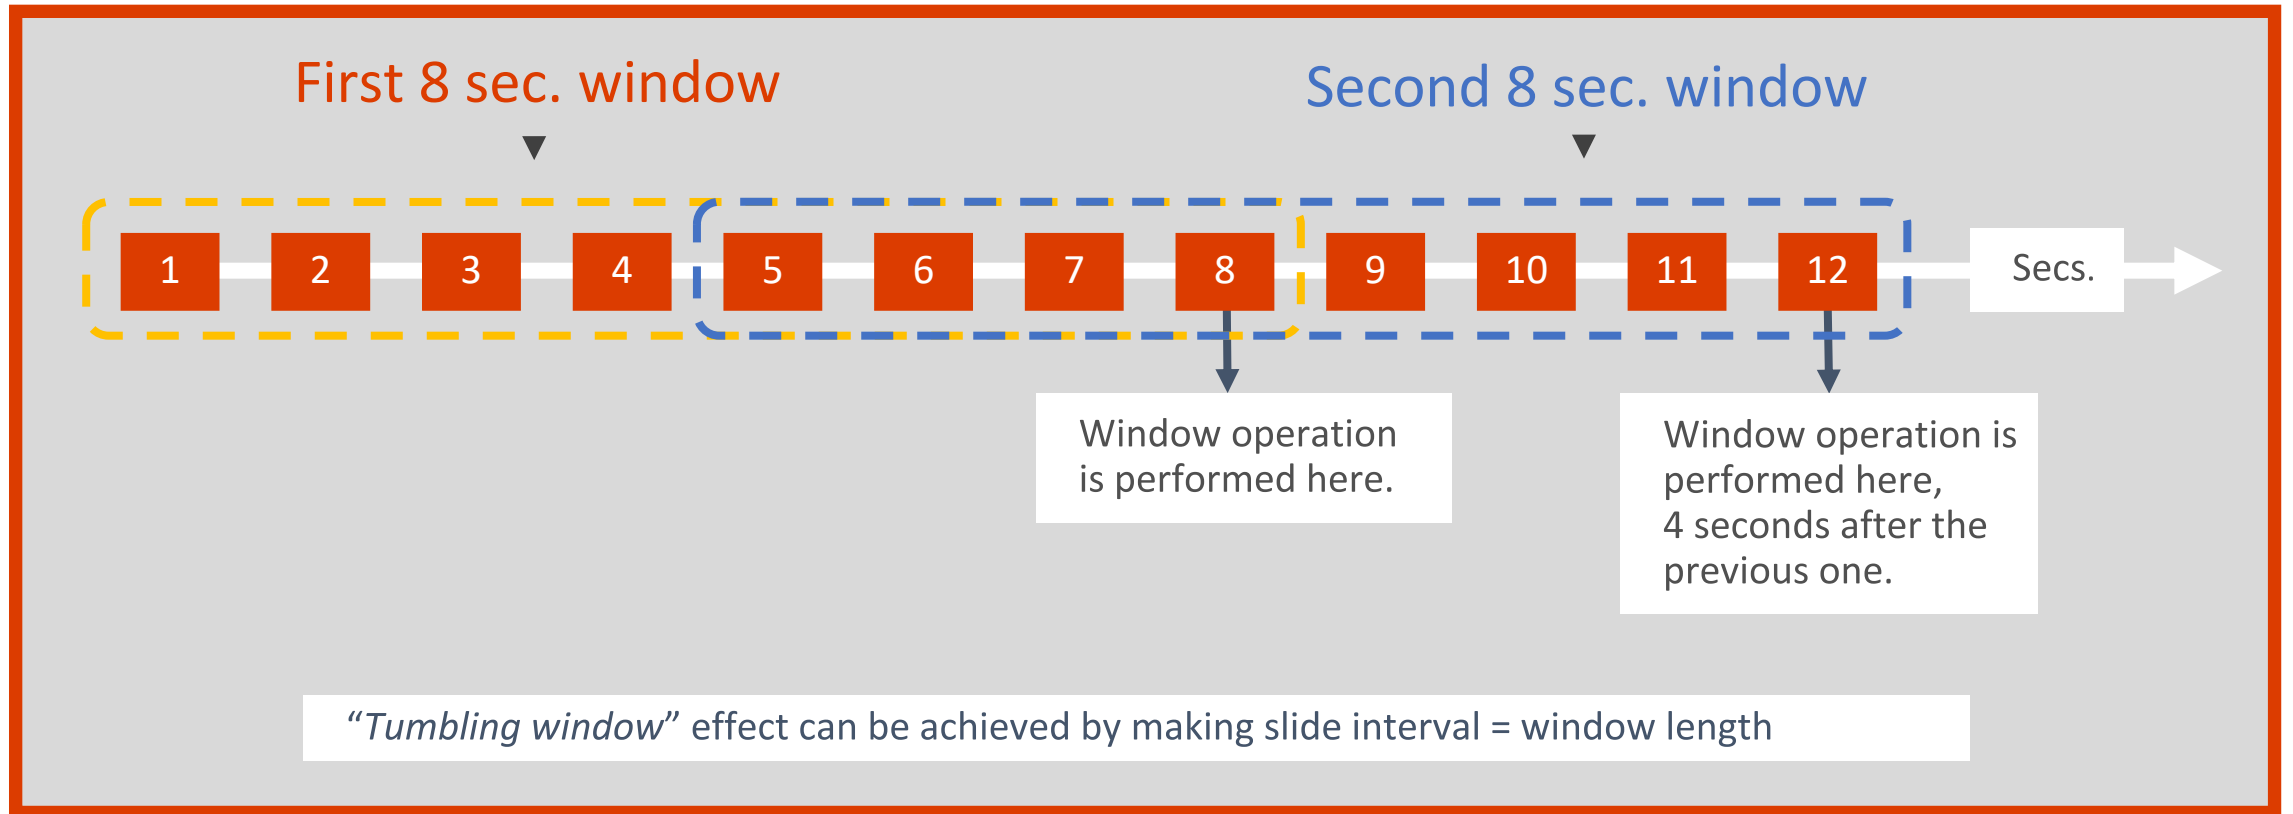 First 8 sec. window
Second 8 sec. window
1 2 3 4 5 6 7 8 9 10 11 12 Secs.
Window operation
is performed here.
Window operation is
performed here,
4 seconds after the
previous one.
“Tumbling window” effect can be achieved by making slide interval = window length